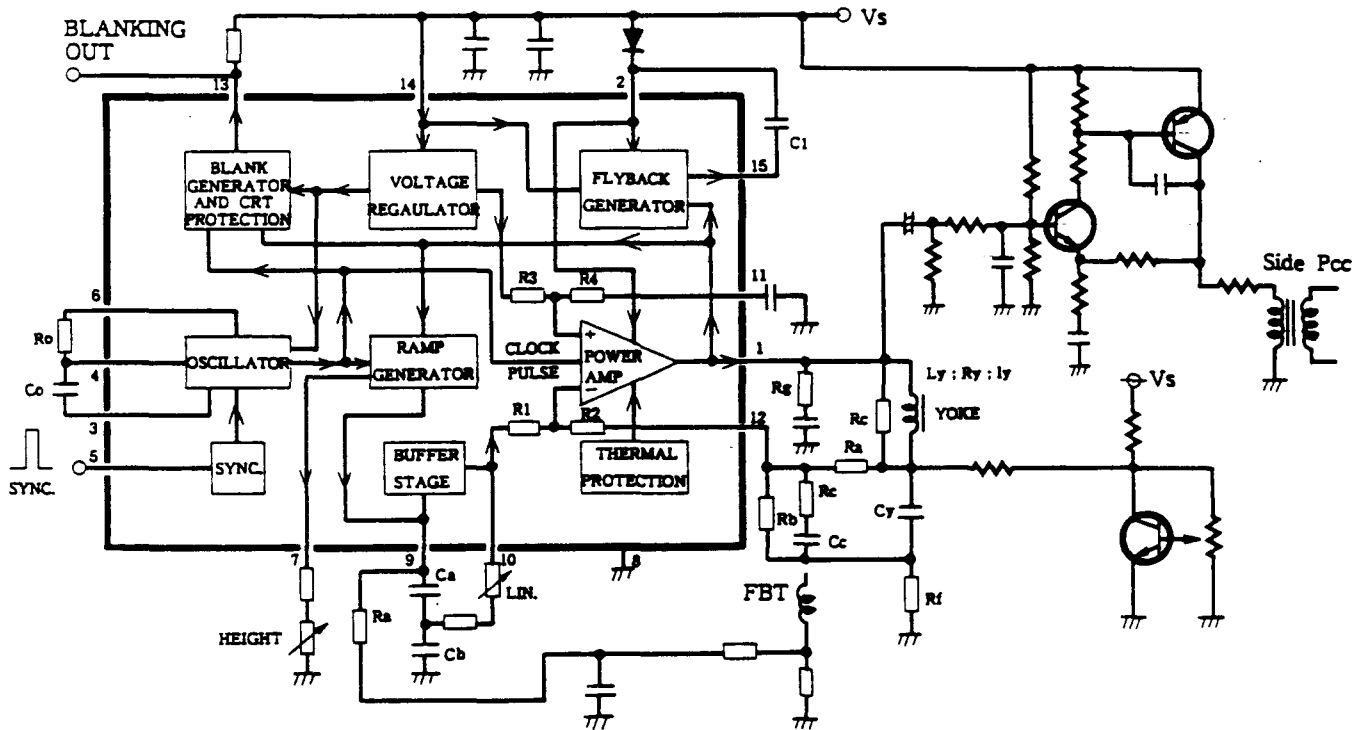 BLANKING
OUT
Vs
13
14
2
C1
15
BLANK
GENERATOR
AND CRT
PROTECTION
VOLTAGE
REGAULATOR
FLYBACK
GENERATOR
Side Pcc
6
R3
R4
11
Ro
OSCILLATOR
RAMP
GENERATOR
CLOCK
PULSE
+
POWER
AMP
−
1
4
Co
Rg
Rc
Ly ; Ry ; Iy
YOKE
Vs
3
5
SYNC.
SYNC.
R1
R2
12
BUFFER
STAGE
THERMAL
PROTECTION
Ra
Rb
Rc
Cc
Cy
7
9
10
8
Ca
LIN.
FBT
Rf
HEIGHT
Ra
Cb